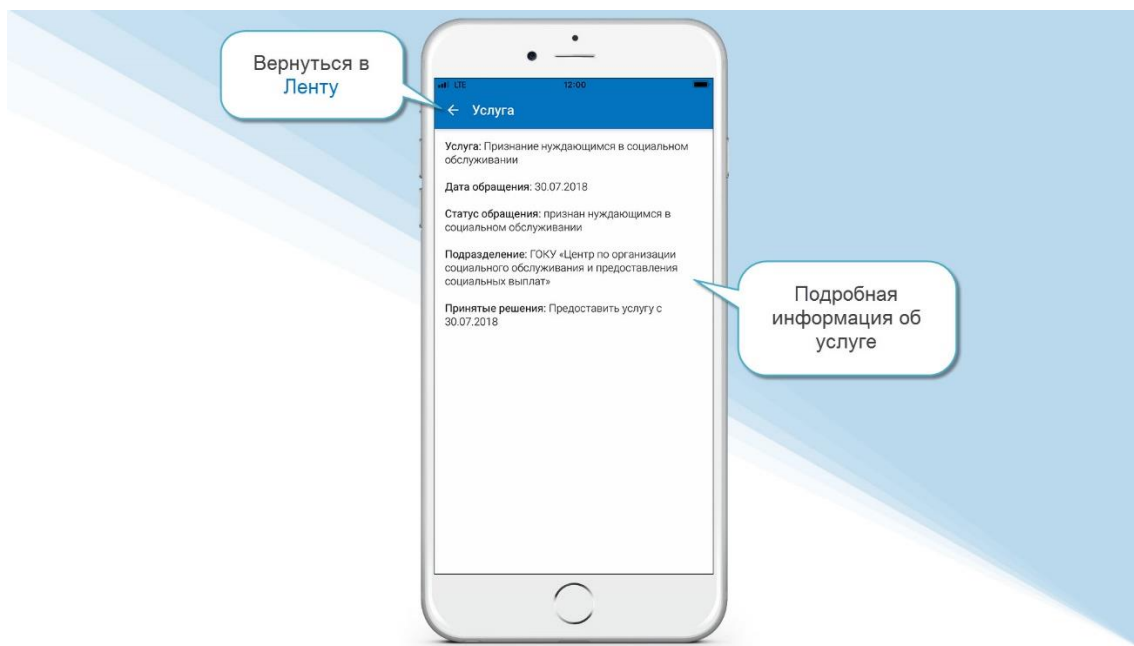 Вернуться в
Ленту
LTE 12:00
← Услуга
Услуга: Признание нуждающимся в социальном
обслуживании
Дата обращения: 30.07.2018
Статус обращения: признан нуждающимся в
социальном обслуживании
Подразделение: ГОКУ «Центр по организации
социального обслуживания и предоставления
социальных выплат»
Принятые решения: Предоставить услугу с
30.07.2018
Подробная
информация об
услуге